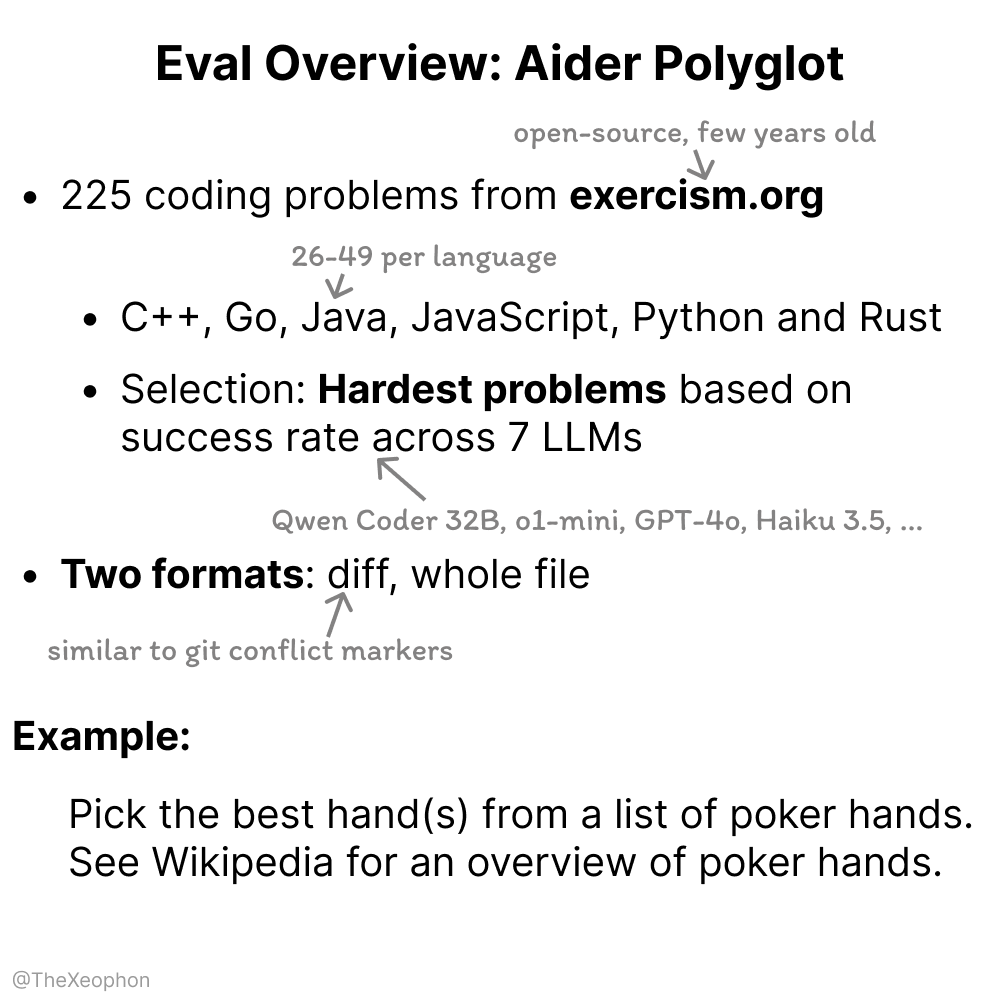 Eval Overview: Aider Polyglot
open-source, few years old
• 225 coding problems from exercism.org
26-49 per language
• C++, Go, Java, JavaScript, Python and Rust
• Selection: Hardest problems based on
success rate across 7 LLMs
Qwen Coder 32B, o1-mini, GPT-4o, Haiku 3.5, ...
• Two formats: diff, whole file
similar to git conflict markers
Example:
Pick the best hand(s) from a list of poker hands.
See Wikipedia for an overview of poker hands.
@TheXeophon